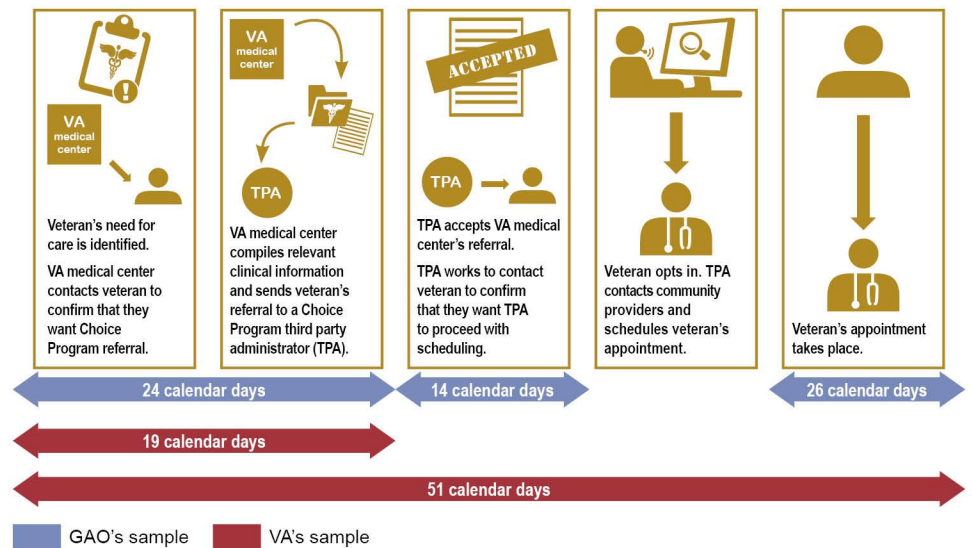 VA
medical
center
Veteran's need for
care is identified.
VA medical center
contacts veteran to
confirm that they
want Choice
Program referral.
VA
medical
center
TPA
VA medical center
compiles relevant
clinical information
and sends veteran's
referral to a Choice
Program third party
administrator (TPA).
ACCEPTED
TPA
TPA accepts VA medical
center's referral.
TPA works to contact
veteran to confirm
that they want TPA
to proceed with
scheduling.
Veteran opts in. TPA
contacts community
providers and
schedules veteran's
appointment.
Veteran's appointment
takes place.
24 calendar days
14 calendar days
26 calendar days
19 calendar days
51 calendar days
GAO's sample
VA's sample